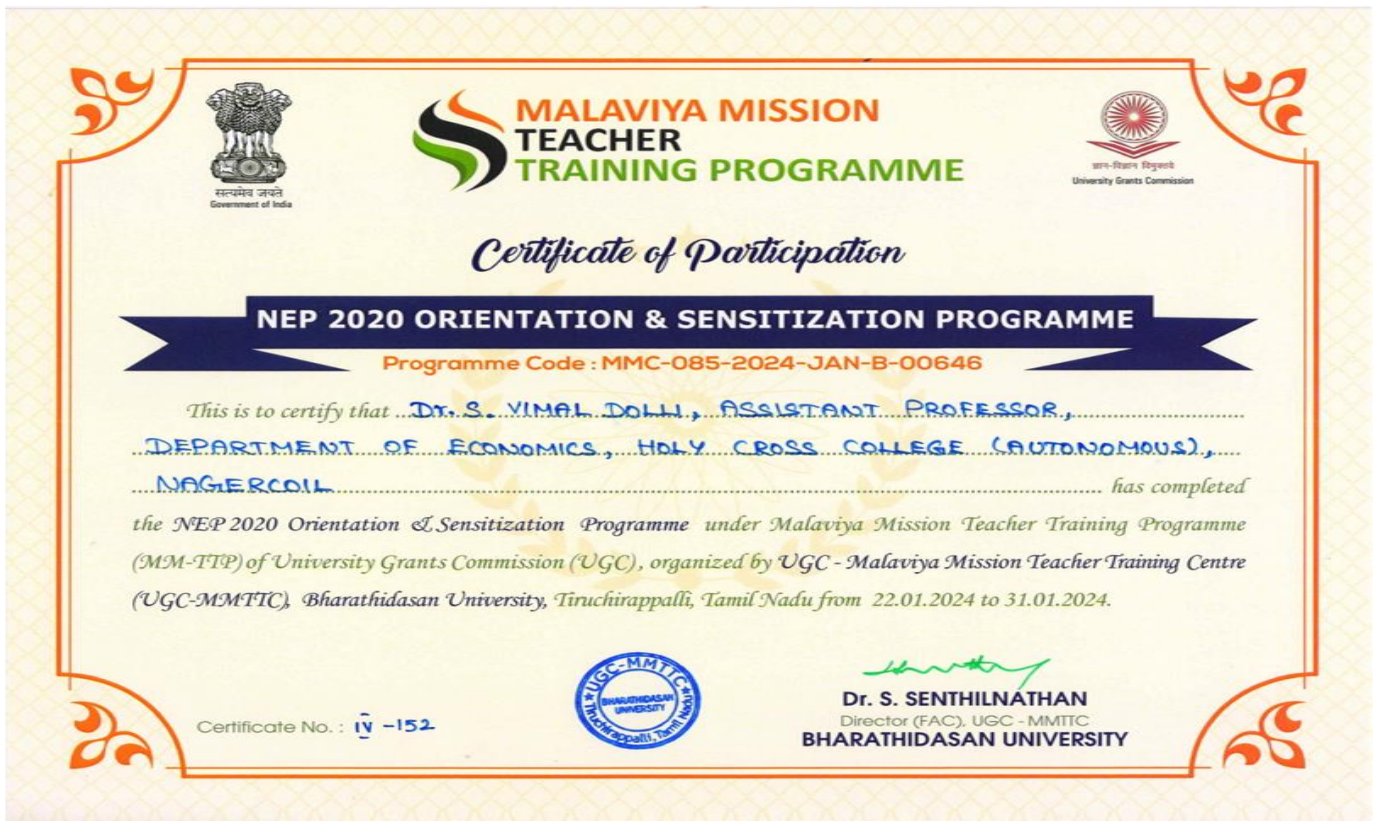 सत्यमेव जयते
Government of India
MALAVIYA MISSION
TEACHER
TRAINING PROGRAMME
ज्ञान-विज्ञान विमुक्तये
University Grants Commission
Certificate of Participation
NEP 2020 ORIENTATION & SENSITIZATION PROGRAMME
Programme Code : MMC-085-2024-JAN-B-00646
This is to certify that Dr. S. VIMAL DOLLI, ASSISTANT PROFESSOR,
DEPARTMENT OF ECONOMICS, HOLY CROSS COLLEGE (AUTONOMOUS),
NAGERCOIL has completed
the NEP 2020 Orientation & Sensitization Programme under Malaviya Mission Teacher Training Programme
(MM-TTP) of University Grants Commission (UGC), organized by UGC - Malaviya Mission Teacher Training Centre
(UGC-MMTTC), Bharathidasan University, Tiruchirappalli, Tamil Nadu from 22.01.2024 to 31.01.2024.
UGC-MMTTC
BHARATHIDASAN
UNIVERSITY
Tiruchirappalli, Tamil Nadu
Dr. S. SENTHILNATHAN
Director (FAC), UGC - MMTTC
BHARATHIDASAN UNIVERSITY
Certificate No. : IV -152